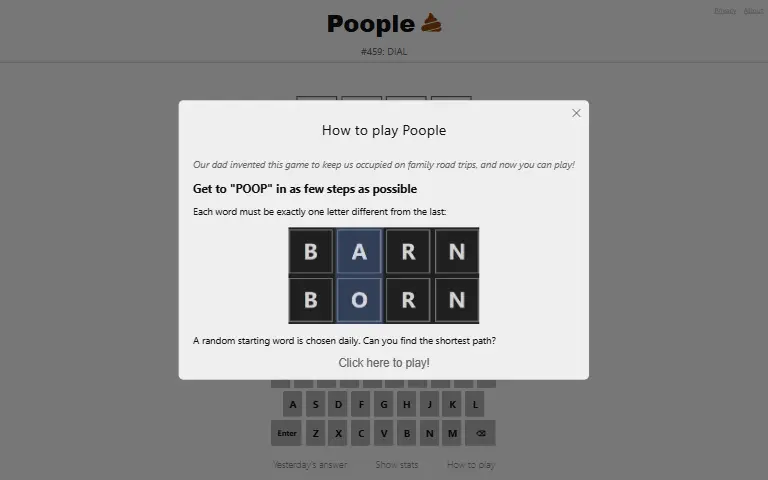 Poople
#459: DIAL
About
How to play Poople
Our dad invented this game to keep us occupied on family road trips, and now you can play!
Get to "POOP" in as few steps as possible
Each word must be exactly one letter different from the last:
B A R N
B O R N
A random starting word is chosen daily. Can you find the shortest path?
Click here to play!
A S D F G H J K L
Enter Z X C V B N M ⌫
Yesterday's answer Show stats How to play